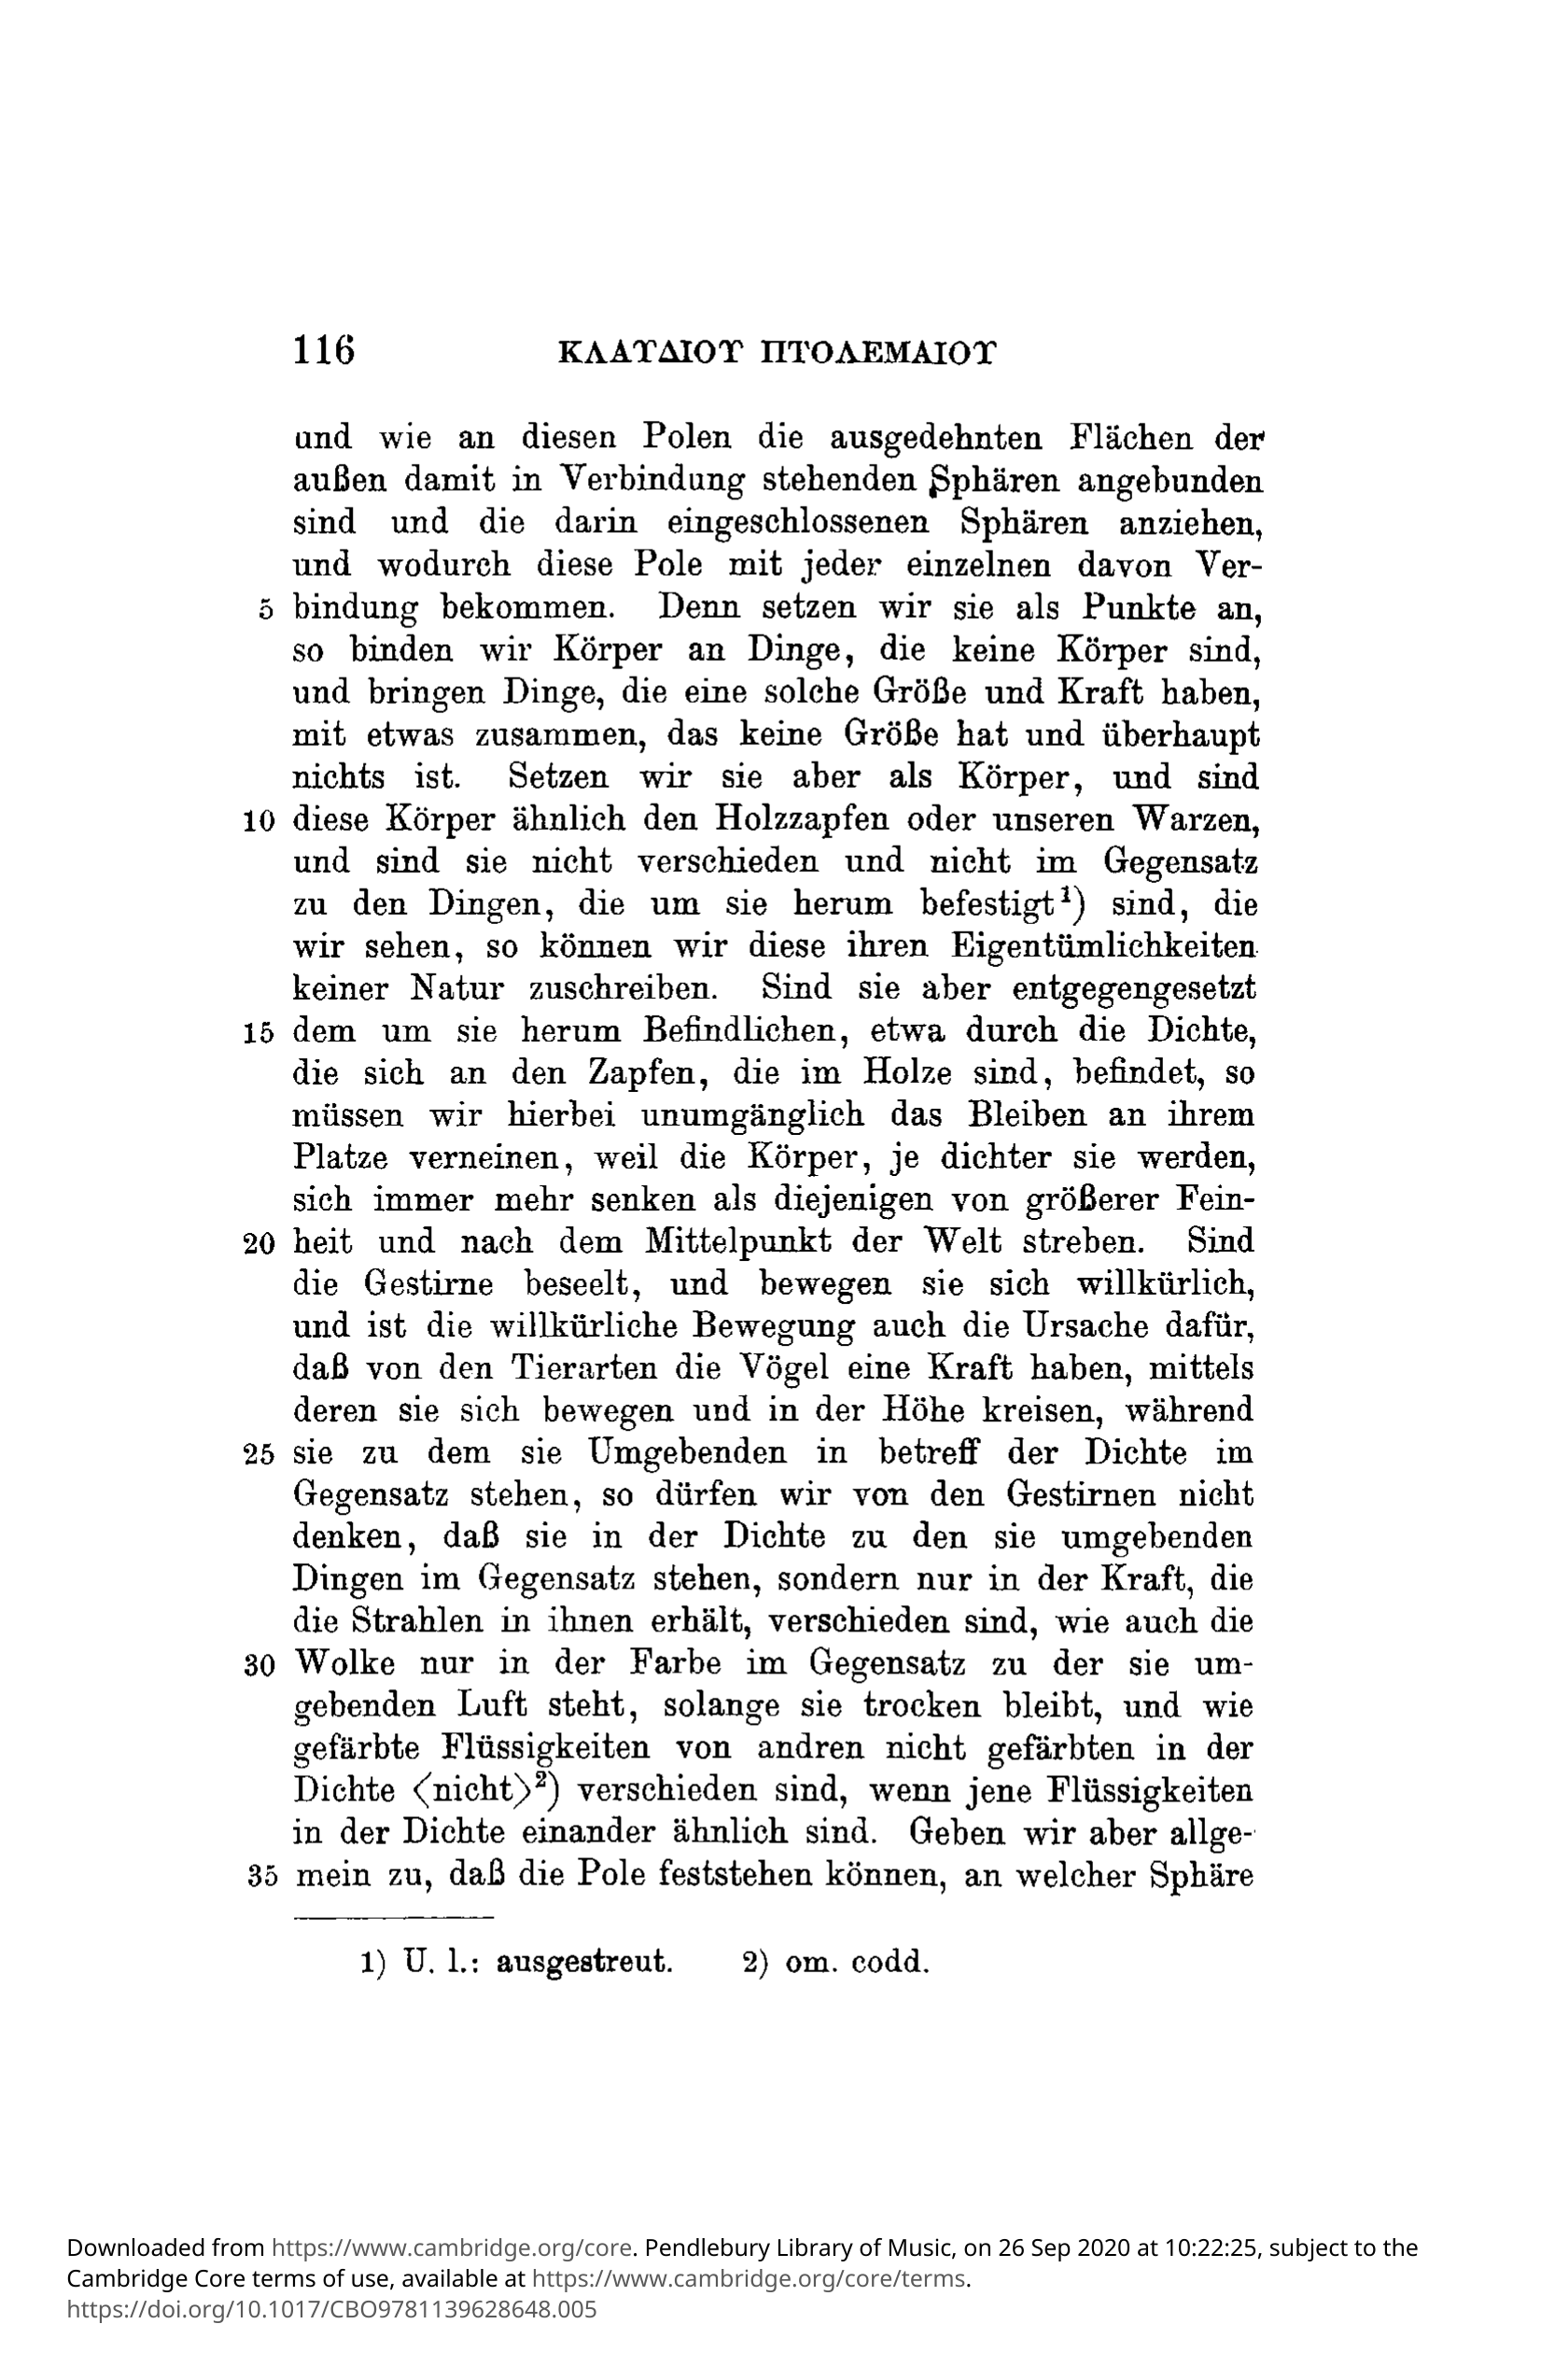 116 ΚΛΑΥΔΙΟΥ ΠΤΟΛΕΜΑΙΟΥ
und wie an diesen Polen die ausgedehnten Flächen der
außen damit in Verbindung stehenden Sphären angebunden
sind und die darin eingeschlossenen Sphären anziehen,
und wodurch diese Pole mit jeder einzelnen davon Ver-
5 bindung bekommen. Denn setzen wir sie als Punkte an,
so binden wir Körper an Dinge, die keine Körper sind,
und bringen Dinge, die eine solche Größe und Kraft haben,
mit etwas zusammen, das keine Größe hat und überhaupt
nichts ist. Setzen wir sie aber als Körper, und sind
10 diese Körper ähnlich den Holzzapfen oder unseren Warzen,
und sind sie nicht verschieden und nicht im Gegensatz
zu den Dingen, die um sie herum befestigt¹) sind, die
wir sehen, so können wir diese ihren Eigentümlichkeiten
keiner Natur zuschreiben. Sind sie aber entgegengesetzt
15 dem um sie herum Befindlichen, etwa durch die Dichte,
die sich an den Zapfen, die im Holze sind, befindet, so
müssen wir hierbei unumgänglich das Bleiben an ihrem
Platze verneinen, weil die Körper, je dichter sie werden,
sich immer mehr senken als diejenigen von größerer Fein-
20 heit und nach dem Mittelpunkt der Welt streben. Sind
die Gestirne beseelt, und bewegen sie sich willkürlich,
und ist die willkürliche Bewegung auch die Ursache dafür,
daß von den Tierarten die Vögel eine Kraft haben, mittels
deren sie sich bewegen und in der Höhe kreisen, während
25 sie zu dem sie Umgebenden in betreff der Dichte im
Gegensatz stehen, so dürfen wir von den Gestirnen nicht
denken, daß sie in der Dichte zu den sie umgebenden
Dingen im Gegensatz stehen, sondern nur in der Kraft, die
die Strahlen in ihnen erhält, verschieden sind, wie auch die
30 Wolke nur in der Farbe im Gegensatz zu der sie um-
gebenden Luft steht, solange sie trocken bleibt, und wie
gefärbte Flüssigkeiten von andren nicht gefärbten in der
Dichte ⟨nicht⟩²) verschieden sind, wenn jene Flüssigkeiten
in der Dichte einander ähnlich sind. Geben wir aber allge-
35 mein zu, daß die Pole feststehen können, an welcher Sphäre
1) U. l.: ausgestreut. 2) om. codd.
Downloaded from https://www.cambridge.org/core. Pendlebury Library of Music, on 26 Sep 2020 at 10:22:25, subject to the
Cambridge Core terms of use, available at https://www.cambridge.org/core/terms.
https://doi.org/10.1017/CBO9781139628648.005